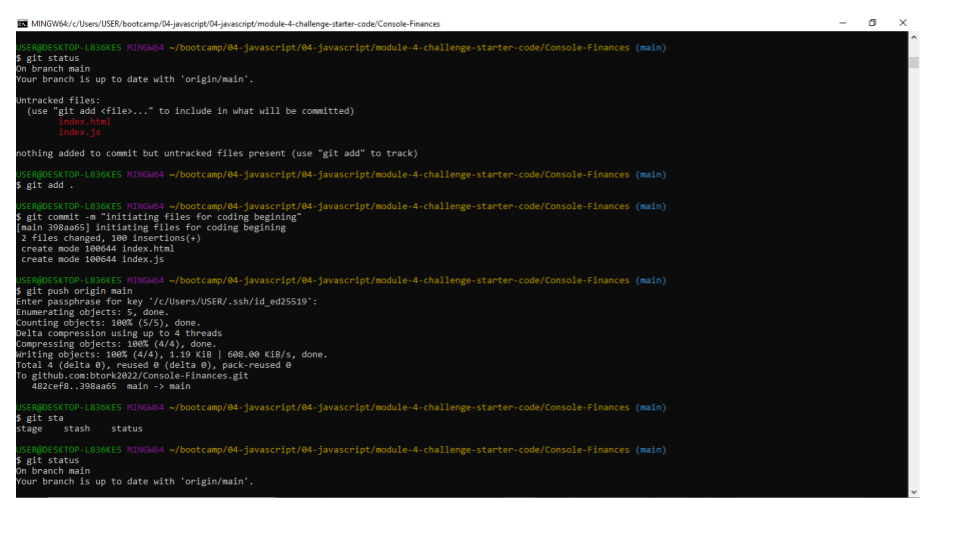 MINGW64:/c/Users/USER/bootcamp/04-javascript/04-javascript/module-4-challenge-starter-code/Console-Finances
USER@DESKTOP-L836KE5 MINGW64 ~/bootcamp/04-javascript/04-javascript/module-4-challenge-starter-code/Console-Finances (main)
$ git status
On branch main
Your branch is up to date with 'origin/main'.
Untracked files:
(use "git add <file>..." to include in what will be committed)
index.html
index.js
nothing added to commit but untracked files present (use "git add" to track)
USER@DESKTOP-L836KE5 MINGW64 ~/bootcamp/04-javascript/04-javascript/module-4-challenge-starter-code/Console-Finances (main)
$ git add .
USER@DESKTOP-L836KE5 MINGW64 ~/bootcamp/04-javascript/04-javascript/module-4-challenge-starter-code/Console-Finances (main)
$ git commit -m "initiating files for coding begining"
[main 398aa65] initiating files for coding begining
2 files changed, 100 insertions(+)
create mode 100644 index.html
create mode 100644 index.js
USER@DESKTOP-L836KE5 MINGW64 ~/bootcamp/04-javascript/04-javascript/module-4-challenge-starter-code/Console-Finances (main)
$ git push origin main
Enter passphrase for key '/c/Users/USER/.ssh/id_ed25519':
Enumerating objects: 5, done.
Counting objects: 100% (5/5), done.
Delta compression using up to 4 threads
Compressing objects: 100% (4/4), done.
Writing objects: 100% (4/4), 1.19 KiB | 608.00 KiB/s, done.
Total 4 (delta 0), reused 0 (delta 0), pack-reused 0
To github.com:btork2022/Console-Finances.git
482cef8..398aa65  main -> main
USER@DESKTOP-L836KE5 MINGW64 ~/bootcamp/04-javascript/04-javascript/module-4-challenge-starter-code/Console-Finances (main)
$ git sta
stage    stash    status
USER@DESKTOP-L836KE5 MINGW64 ~/bootcamp/04-javascript/04-javascript/module-4-challenge-starter-code/Console-Finances (main)
$ git status
On branch main
Your branch is up to date with 'origin/main'.